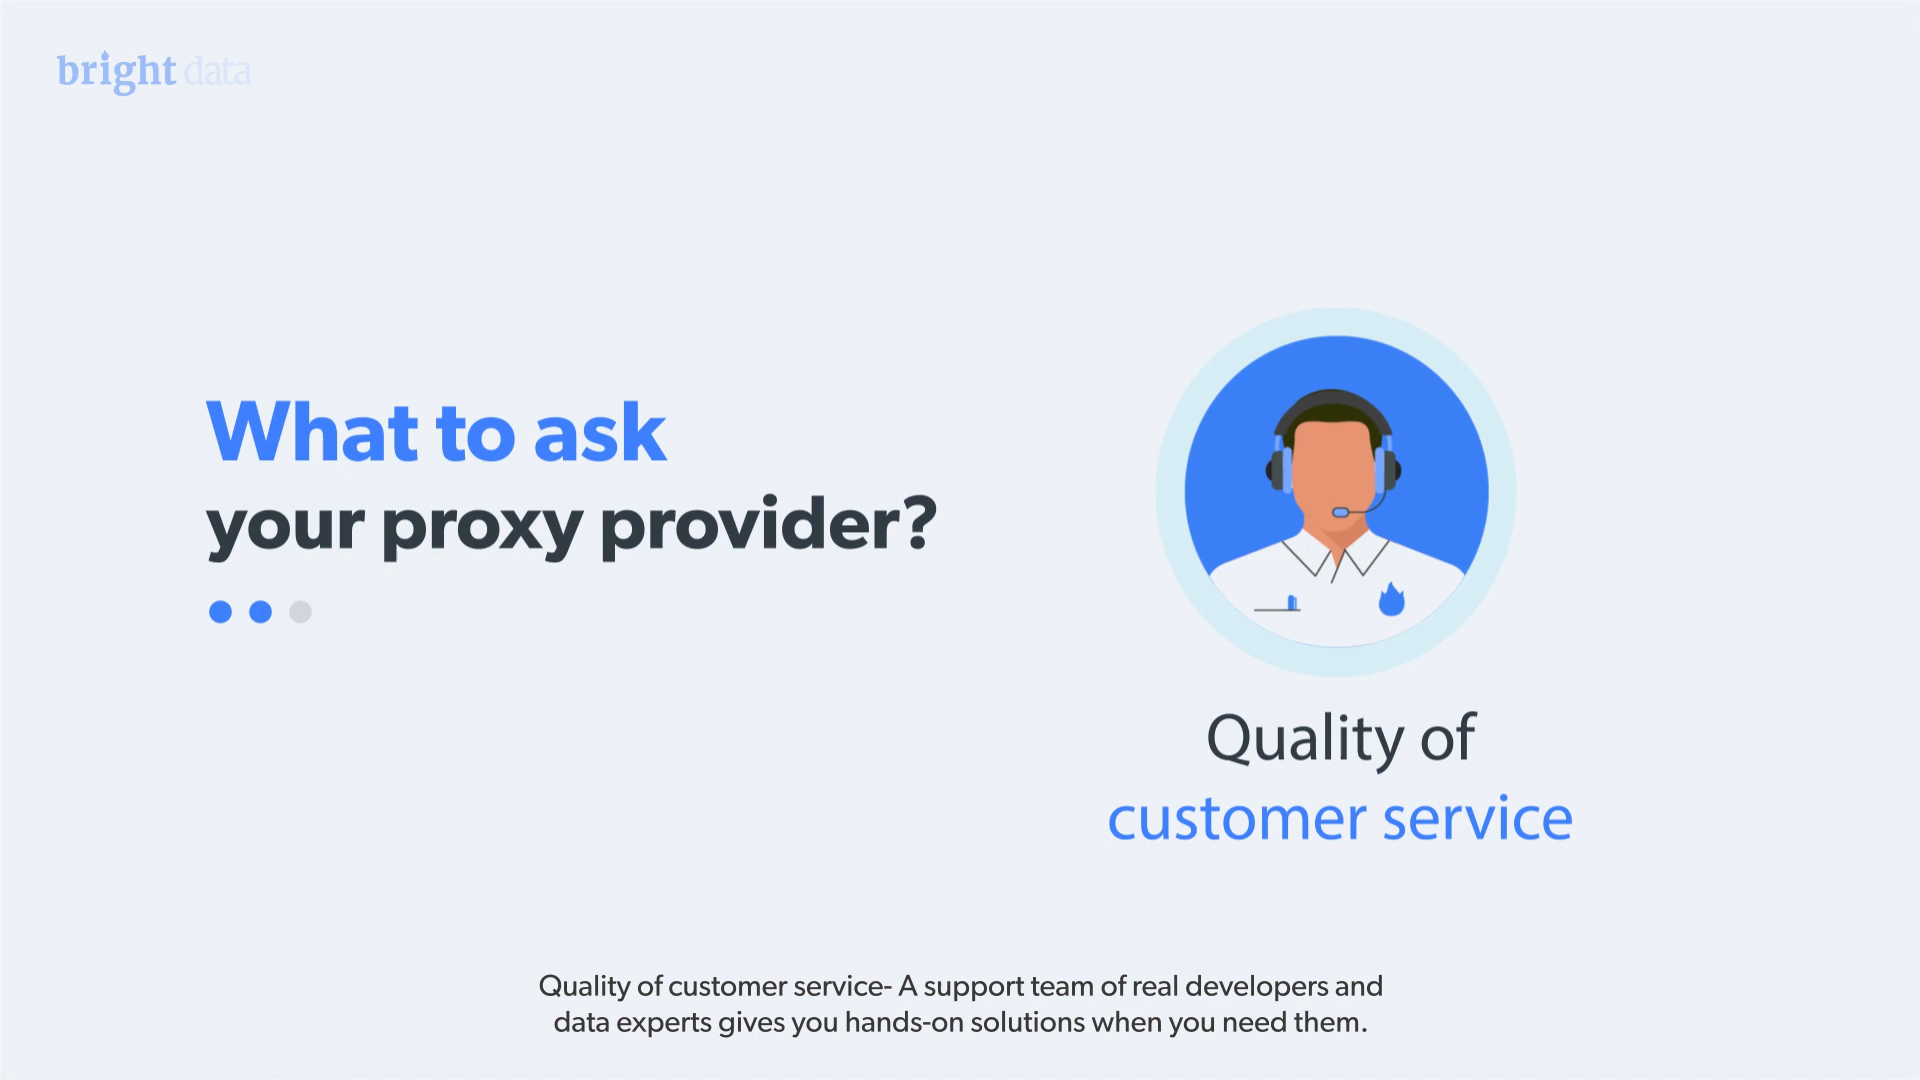 bright data
What to ask
your proxy provider?
Quality of
customer service
Quality of customer service- A support team of real developers and
data experts gives you hands-on solutions when you need them.